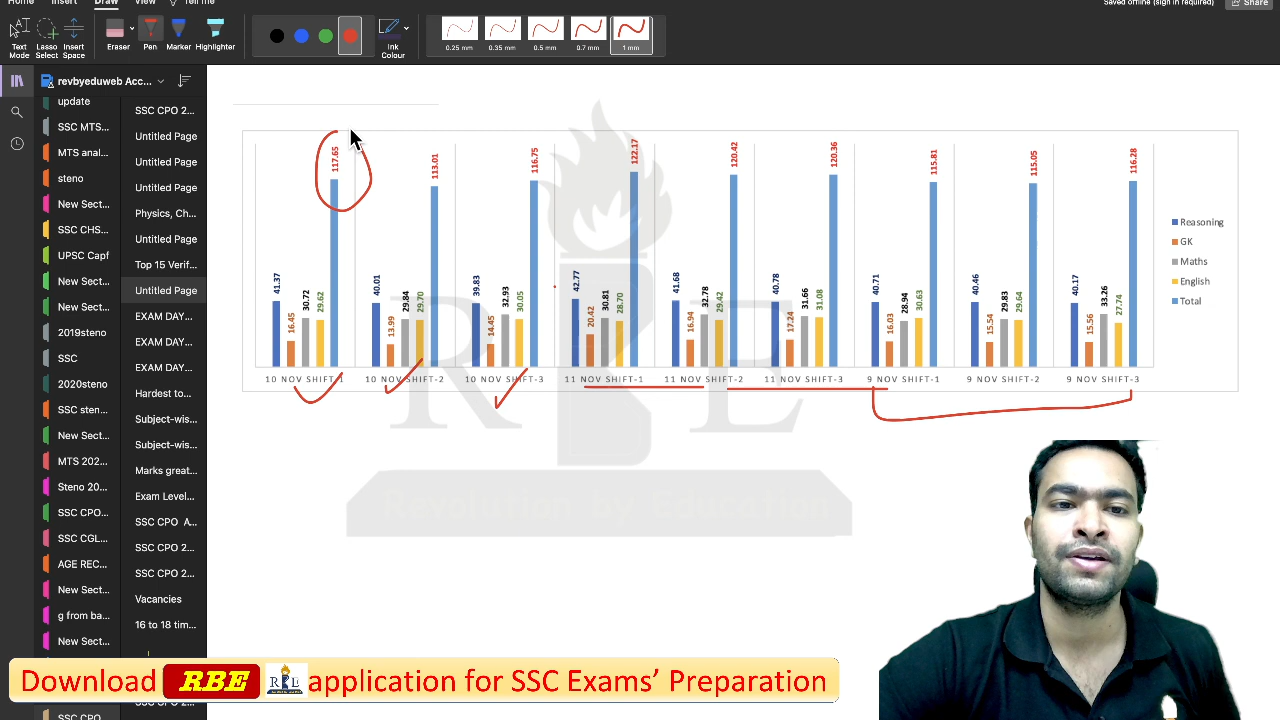 Home Insert Draw View Tell me
Saved offline (sign in required)
Share
Text Mode
Lasso Select
Insert Space
Eraser
Pen
Marker
Highlighter
Ink Colour
0.25 mm
0.35 mm
0.5 mm
0.7 mm
1 mm
revbyeduweb Acc...
update
SSC MTS...
MTS anal...
steno
New Sect...
SSC CHS...
UPSC Capf
New Sect...
New Sect...
2019steno
SSC
2020steno
SSC sten...
New Sect...
MTS 202...
Steno 20...
SSC CPO...
SSC CGL...
AGE REC...
New Sect...
g from ba...
New Sect...
SSC CPO
SSC CPO 2...
Untitled Page
Untitled Page
Untitled Page
Physics, Ch...
Untitled Page
Top 15 Verif...
Untitled Page
EXAM DAY...
EXAM DAY...
EXAM DAY...
Hardest to...
Subject-wis...
Subject-wis...
Marks great...
Exam Level...
SSC CPO A...
SSC CPO 2...
SSC CPO 2...
Vacancies
16 to 18 tim...
41.37 16.45 30.72 29.62 117.65
40.01 13.99 29.84 29.70 113.01
39.83 14.45 32.93 30.05 116.75
42.77 20.42 30.81 28.70 122.17
41.68 16.94 32.78 29.42 120.42
40.78 17.24 31.66 31.08 120.36
40.71 16.03 28.94 30.63 115.81
40.46 15.54 29.83 29.64 115.05
40.17 15.56 33.26 27.74 116.28
10 NOV SHIFT-1 10 NOV SHIFT-2 10 NOV SHIFT-3 11 NOV SHIFT-1 11 NOV SHIFT-2 11 NOV SHIFT-3 9 NOV SHIFT-1 9 NOV SHIFT-2 9 NOV SHIFT-3
Reasoning
GK
Maths
English
Total
RBE
Revolution by Education
Download RBE application for SSC Exams' Preparation